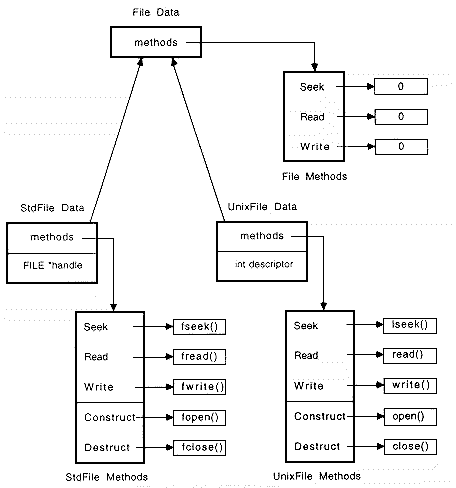 File Data
methods
Seek
0
Read
0
Write
0
File Methods
StdFile Data
methods
FILE *handle
UnixFile Data
methods
int descriptor
Seek
fseek()
Read
fread()
Write
fwrite()
Construct
fopen()
Destruct
fclose()
StdFile Methods
Seek
lseek()
Read
read()
Write
write()
Construct
open()
Destruct
close()
UnixFile Methods